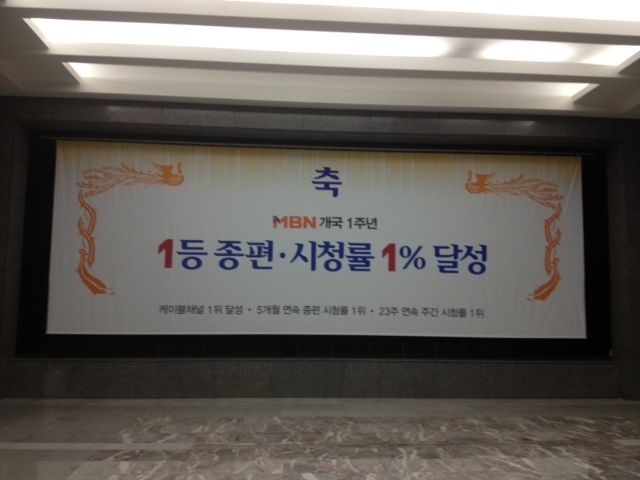 축
MBN 개국 1주년
1등 종편·시청률 1% 달성
케이블채널 1위 달성 · 5개월 연속 종편 시청률 1위 · 23주 연속 주간 시청률 1위